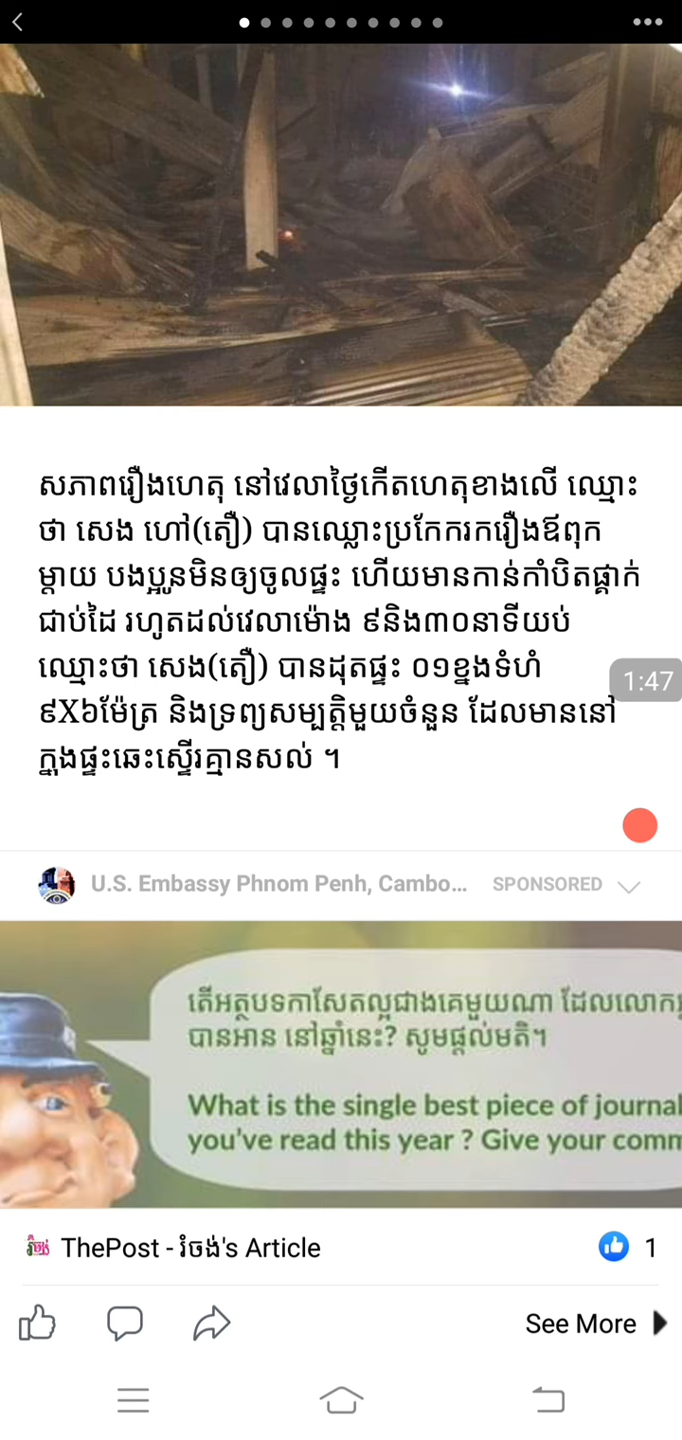 សភាពរឿងហេតុ នៅវេលាថ្ងៃកើតហេតុខាងលើ ឈ្មោះ
ថា សេង ហៅ(តឿ) បានឈ្លោះប្រកែករករឿងឪពុក
ម្តាយ បងប្អូនមិនឲ្យចូលផ្ទះ ហើយមានកាន់កាំបិតផ្គាក់
ជាប់ដៃ រហូតដល់វេលាម៉ោង ៩និង៣០នាទីយប់
ឈ្មោះថា សេង(តឿ) បានដុតផ្ទះ ០១ខ្នងទំហំ
1:47
៩X៦ម៉ែត្រ និងទ្រព្យសម្បត្តិមួយចំនួន ដែលមាននៅ
ក្នុងផ្ទះឆេះស្ទើរគ្មានសល់ ។
U.S. Embassy Phnom Penh, Cambo... SPONSORED
តើអត្ថបទកាសែតល្អជាងគេមួយណា ដែលលោក
បានអាន នៅឆ្នាំនេះ? សូមផ្តល់មតិ។
What is the single best piece of journal
you've read this year ? Give your comm
ThePost - រំចង់'s Article 1
See More